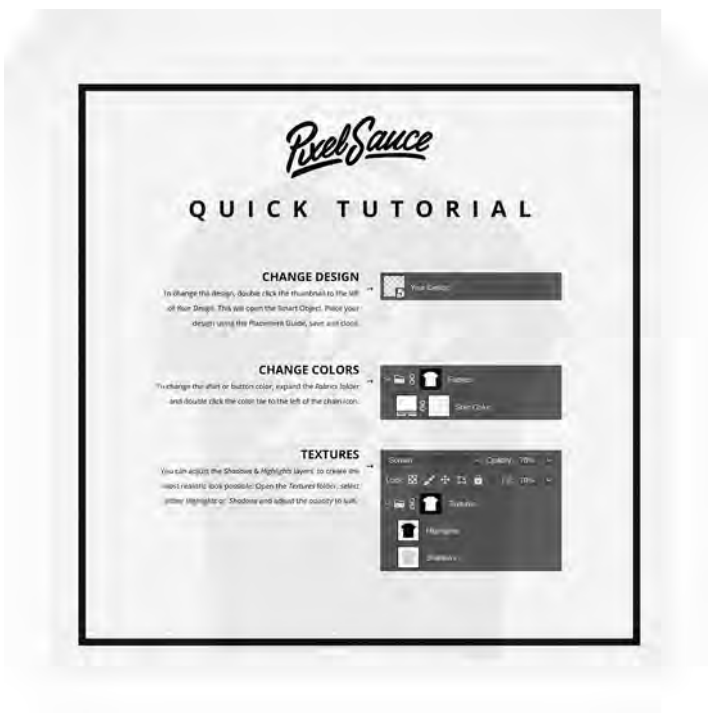 PixelSauce
QUICK TUTORIAL
CHANGE DESIGN
To change the design, double click the thumbnail to the left
of Your Design. This will open the Smart Object. Place your
design using the Placement Guide, save and close.
Your Design
CHANGE COLORS
To change the shirt or button color, expand the Fabrics folder
and double click the color tile to the left of the chain icon.
Fabrics
Shirt Color
TEXTURES
You can adjust the Shadows & Highlights layers to create the
most realistic look possible. Open the Textures folder, select
either Highlights or Shadows and adjust the opacity to suit.
Screen
Opacity: 70%
Lock:
Fill: 70%
Textures
Highlights
Shadows